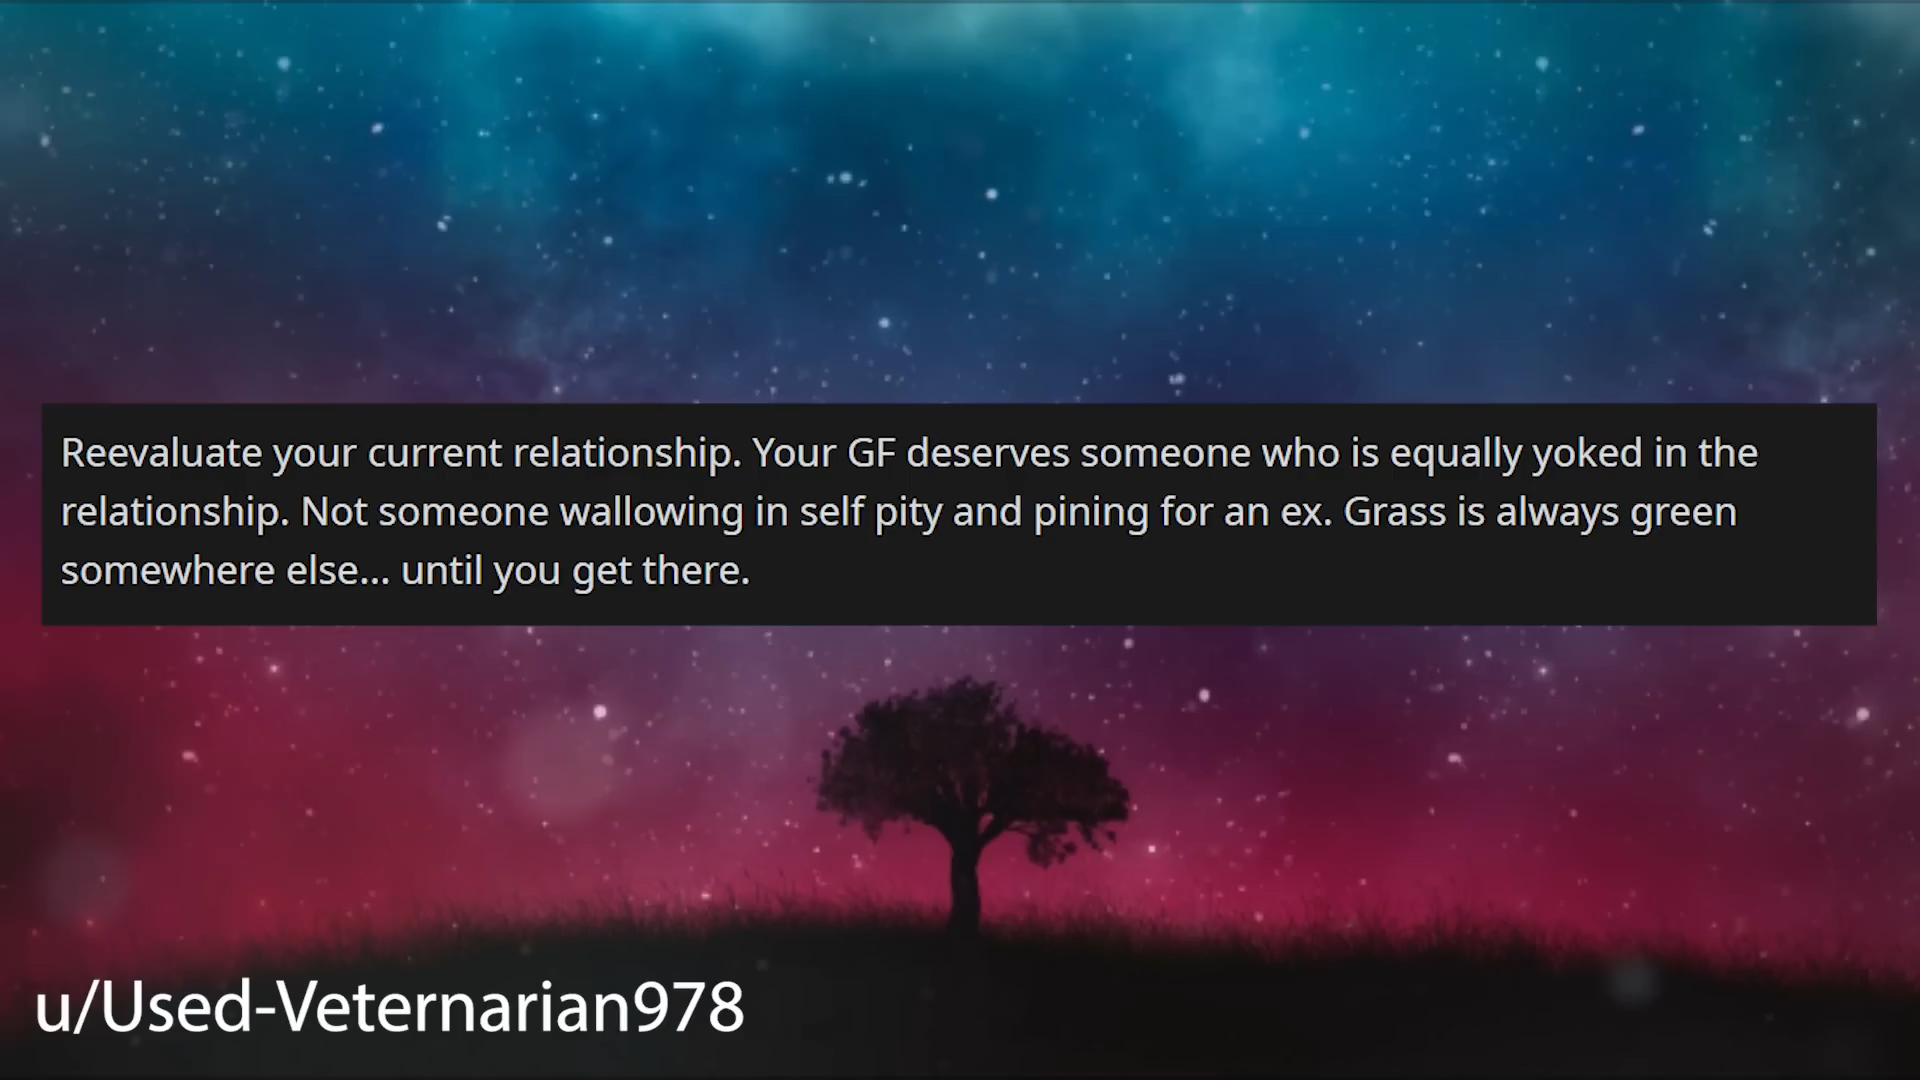 Reevaluate your current relationship. Your GF deserves someone who is equally yoked in the
relationship. Not someone wallowing in self pity and pining for an ex. Grass is always green
somewhere else... until you get there.
u/Used-Veternarian978